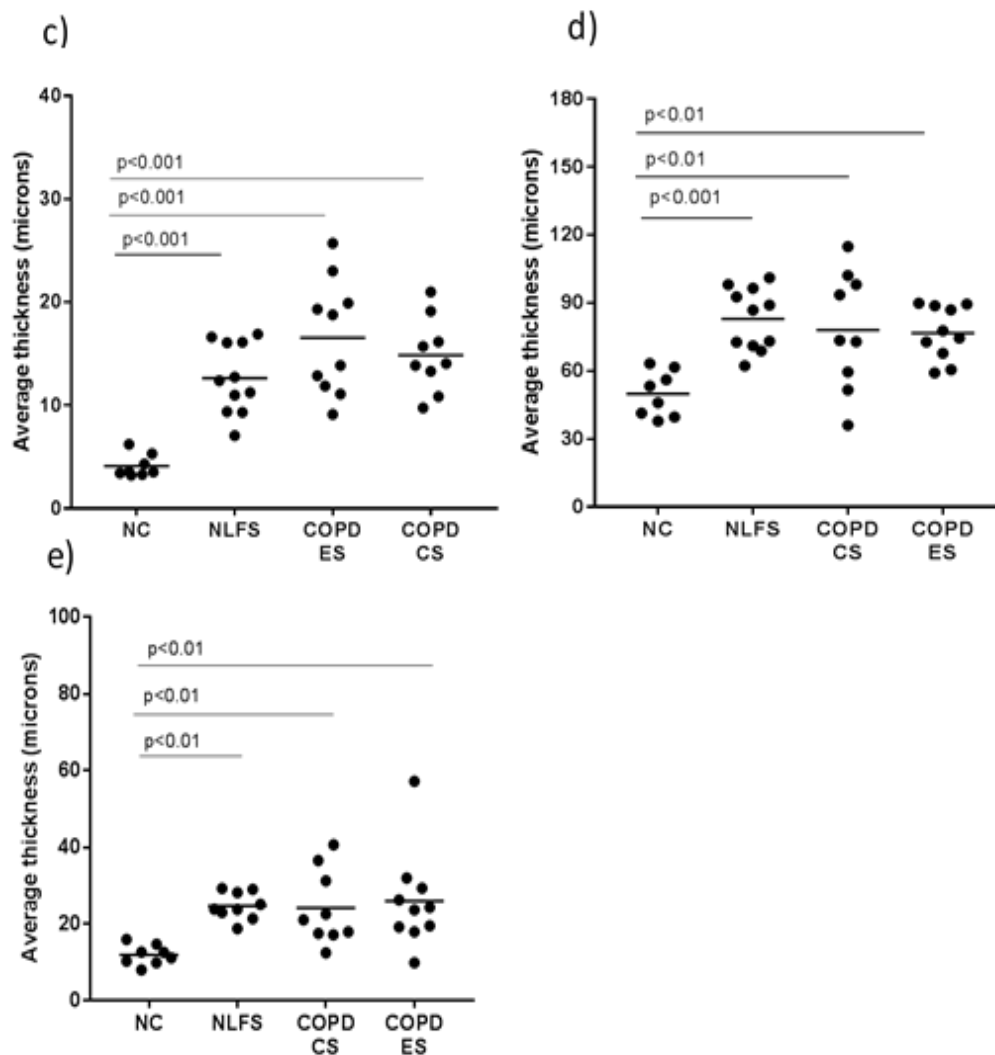 c)
Average thickness (microns)
40
30
20
10
0
p<0.001
p<0.001
p<0.001
NC NLFS COPD COPD
ES CS
d)
Average thickness (microns)
180
150
120
90
60
30
0
p<0.01
p<0.01
p<0.001
NC NLFS COPD COPD
CS ES
e)
Average thickness (microns)
100
80
60
40
20
0
p<0.01
p<0.01
p<0.01
NC NLFS COPD COPD
CS ES